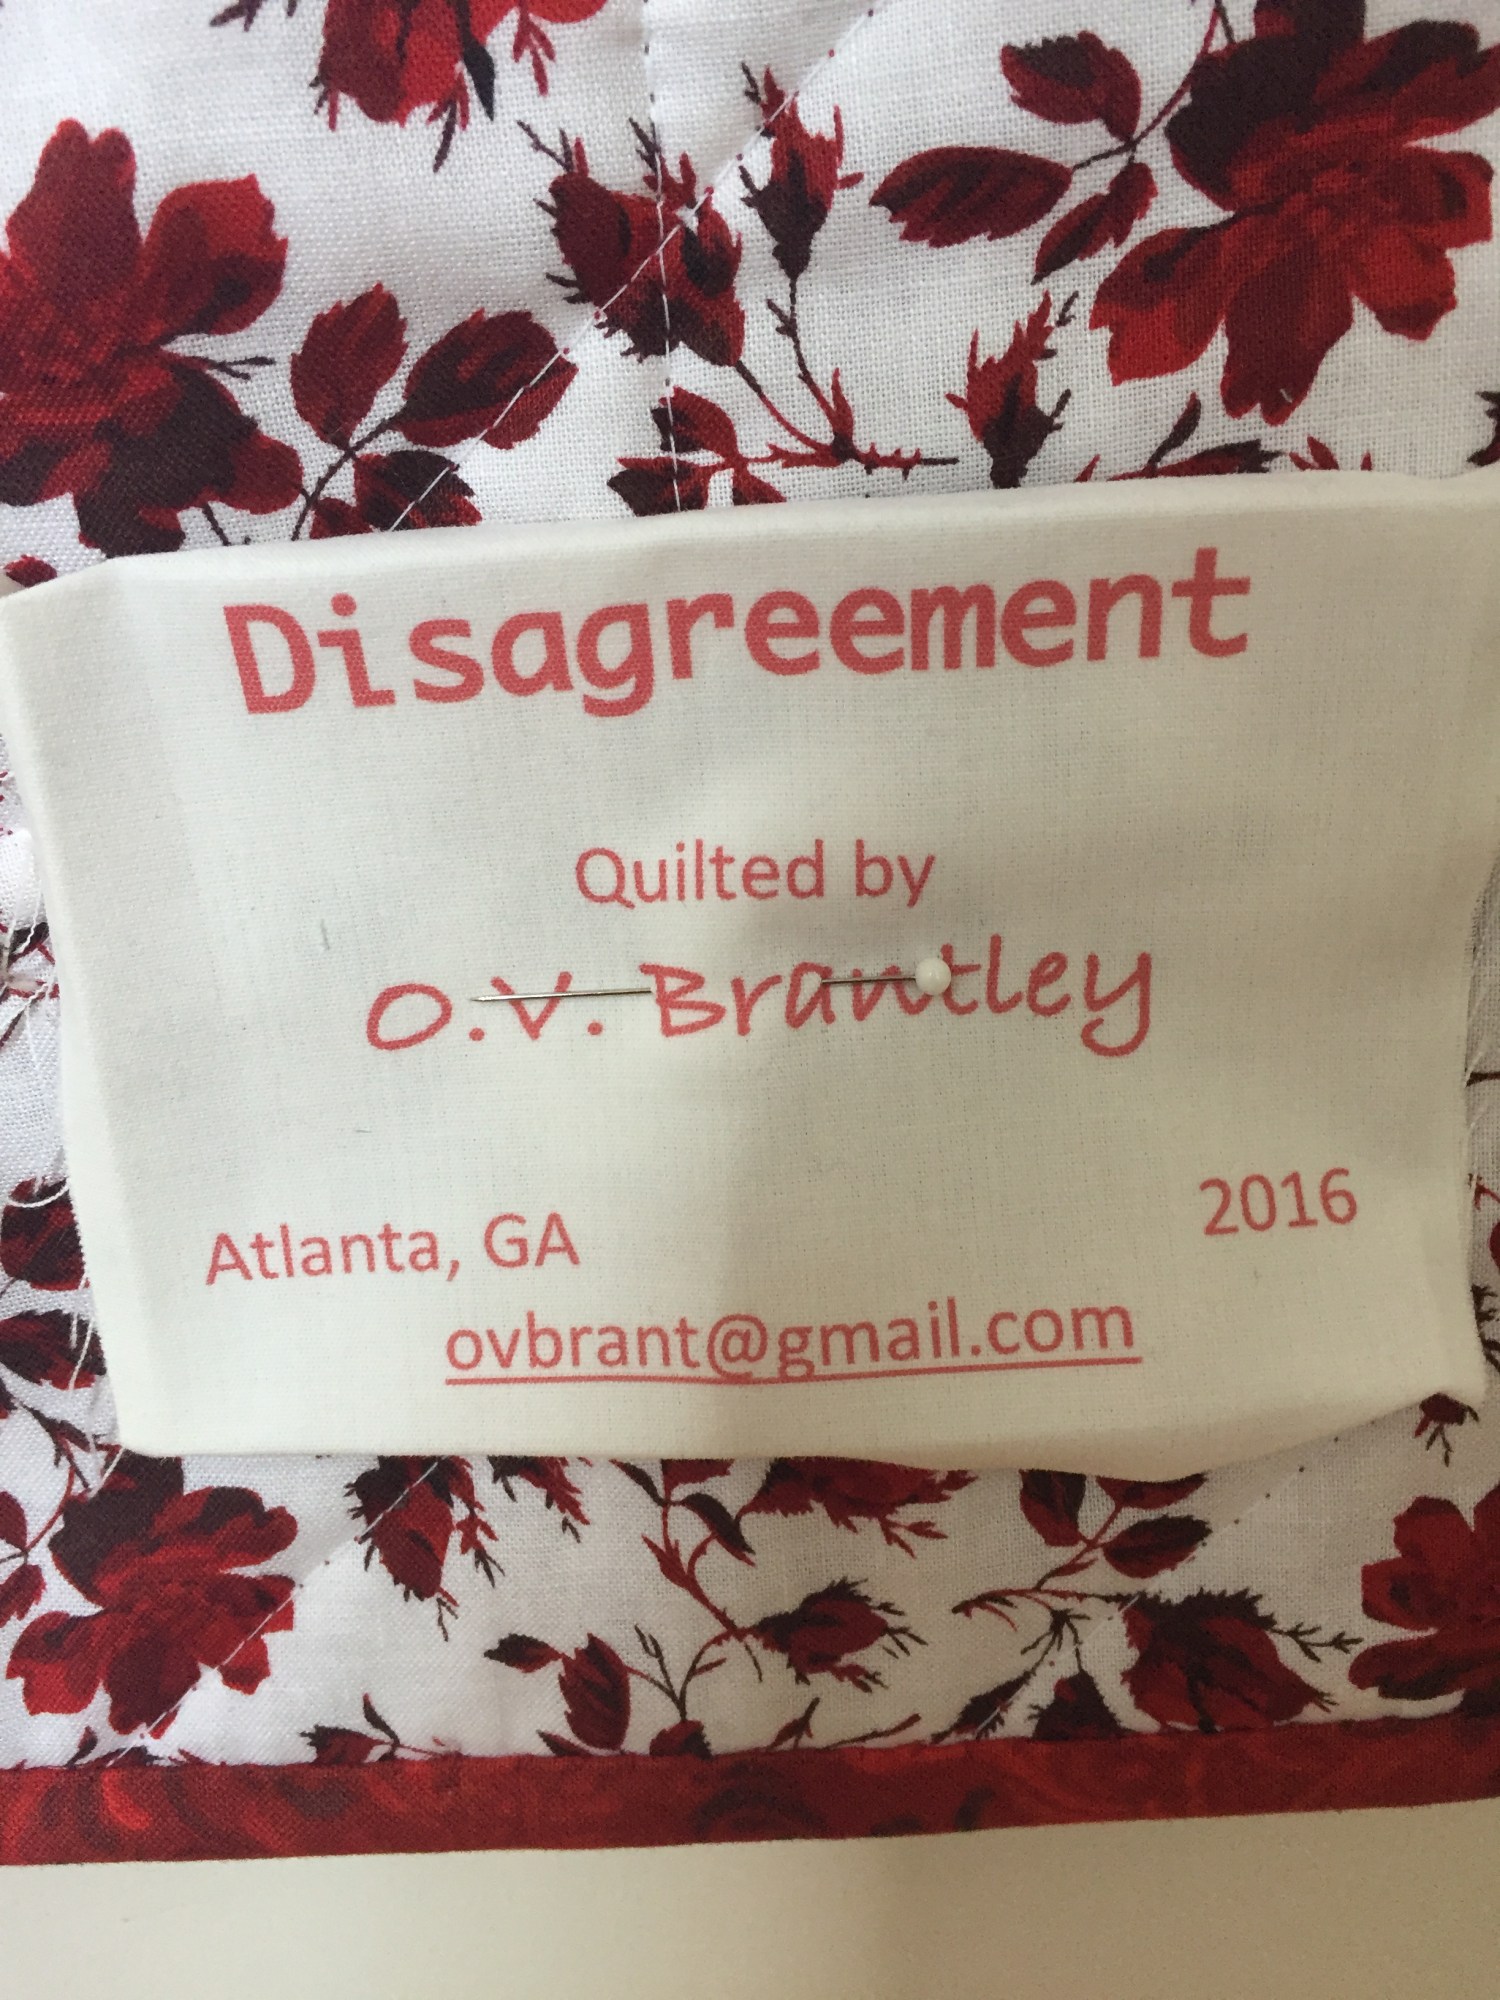 Disagreement
Quilted by
O.V. Brantley
Atlanta, GA 2016
ovbrant@gmail.com